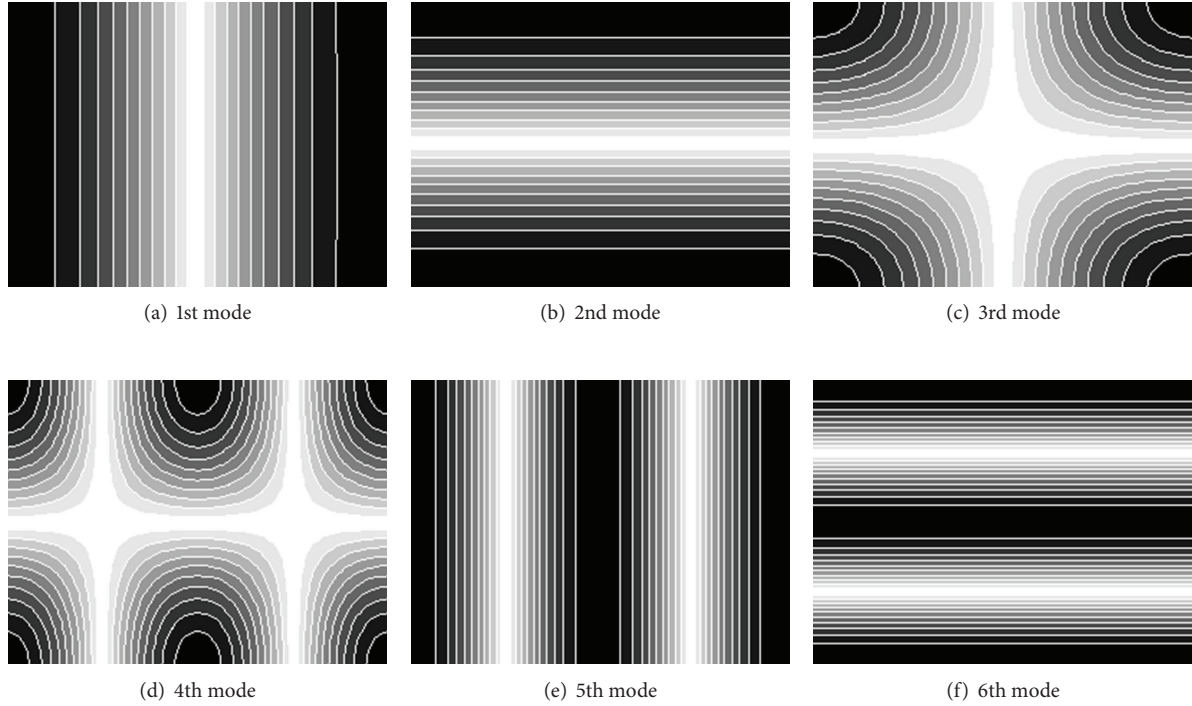 (a) 1st mode
(b) 2nd mode
(c) 3rd mode
(d) 4th mode
(e) 5th mode
(f) 6th mode